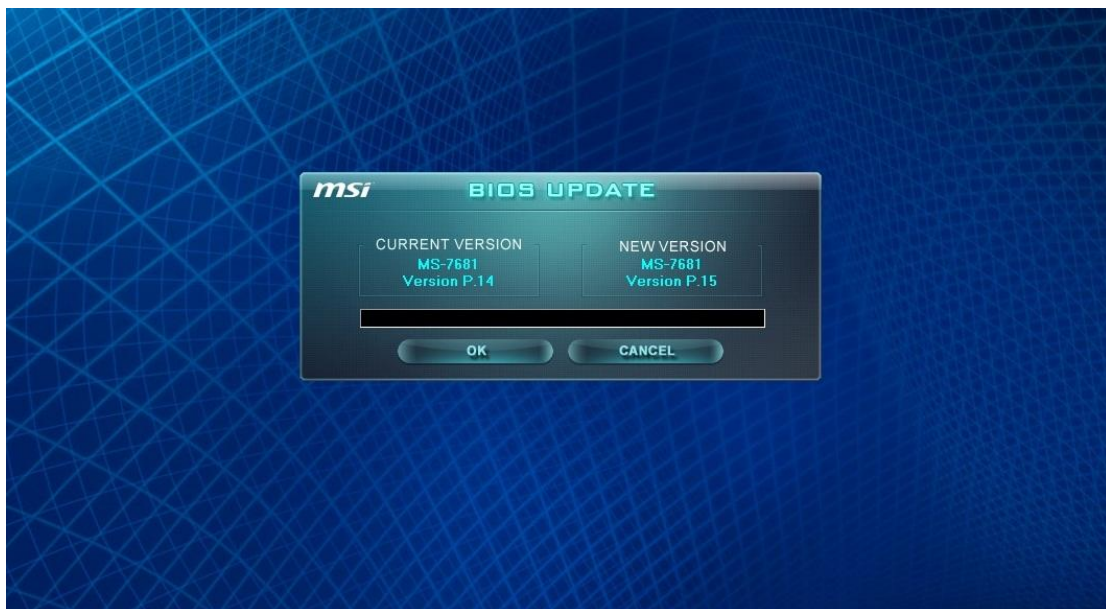 msi BIOS UPDATE
CURRENT VERSION
MS-7681
Version P.14
NEW VERSION
MS-7681
Version P.15
OK
CANCEL